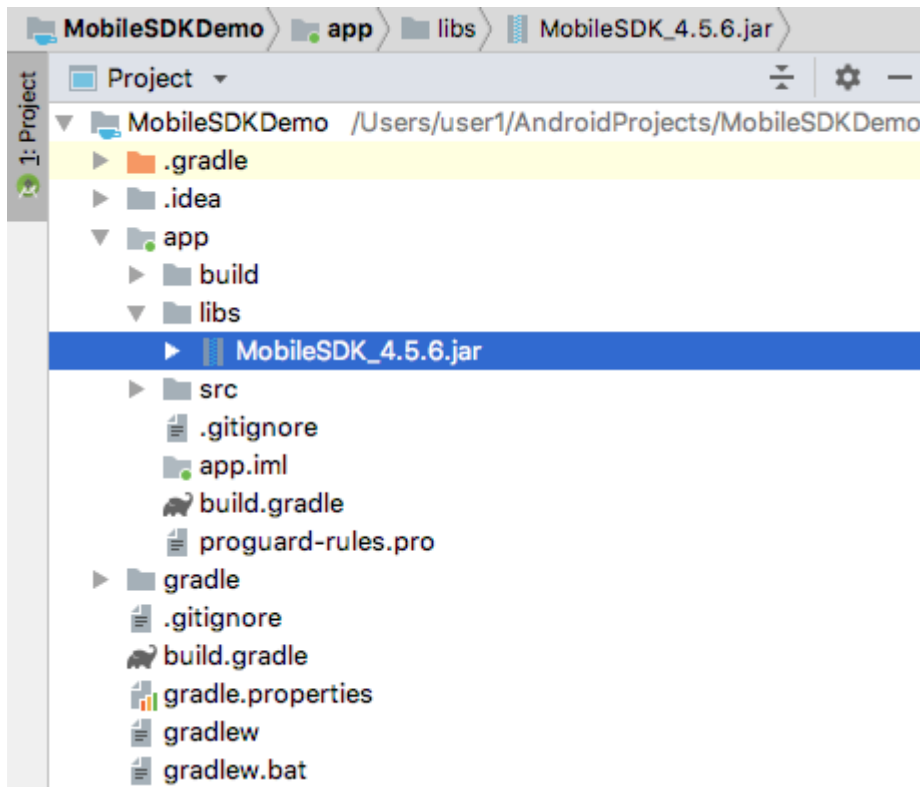 MobileSDKDemo app libs MobileSDK_4.5.6.jar
1: Project
Project
MobileSDKDemo /Users/user1/AndroidProjects/MobileSDKDemo
.gradle
.idea
app
build
libs
MobileSDK_4.5.6.jar
src
.gitignore
app.iml
build.gradle
proguard-rules.pro
gradle
.gitignore
build.gradle
gradle.properties
gradlew
gradlew.bat